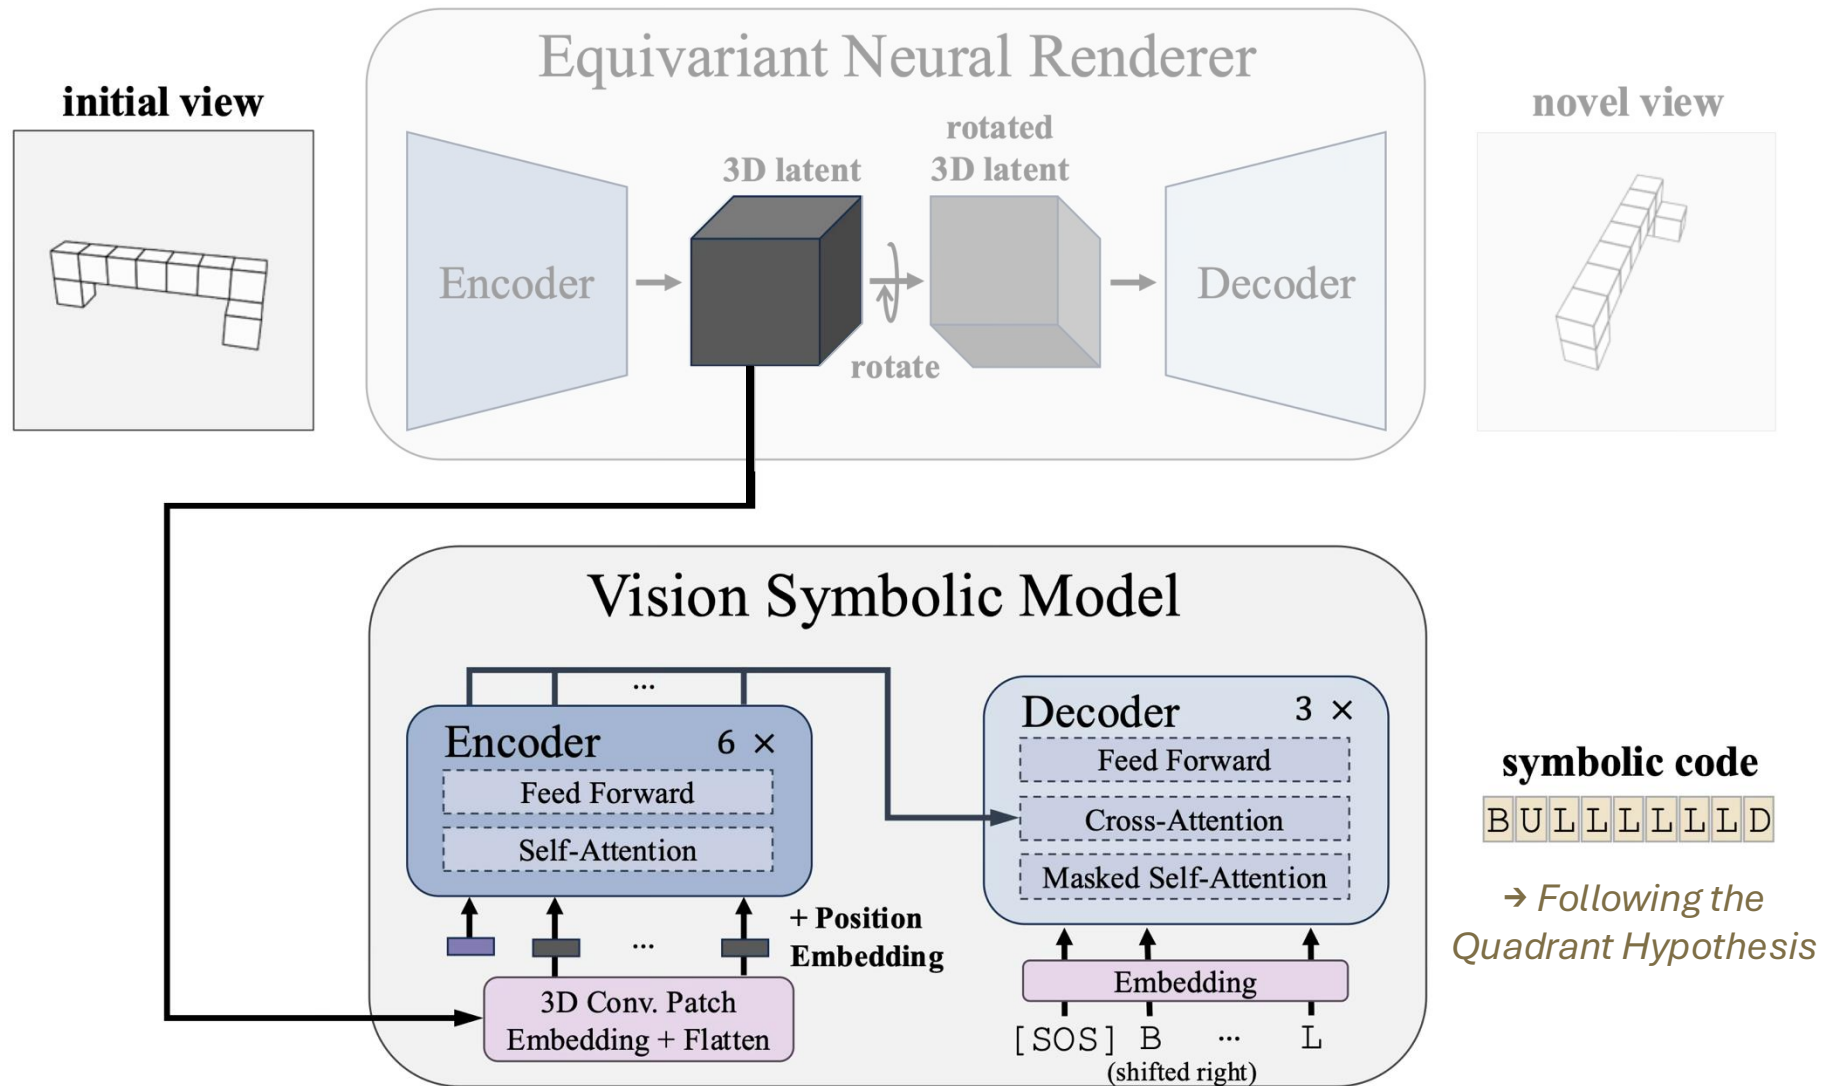 Equivariant Neural Renderer
initial view
novel view
rotated
3D latent
3D latent
Encoder
Decoder
rotate
Vision Symbolic Model
...
Encoder
6 ×
Feed Forward
Self-Attention
Decoder
3 ×
Feed Forward
Cross-Attention
Masked Self-Attention
symbolic code
B U L L L L L L D
→ Following the
Quadrant Hypothesis
...
+ Position
Embedding
3D Conv. Patch
Embedding + Flatten
Embedding
[SOS] B ... L
(shifted right)